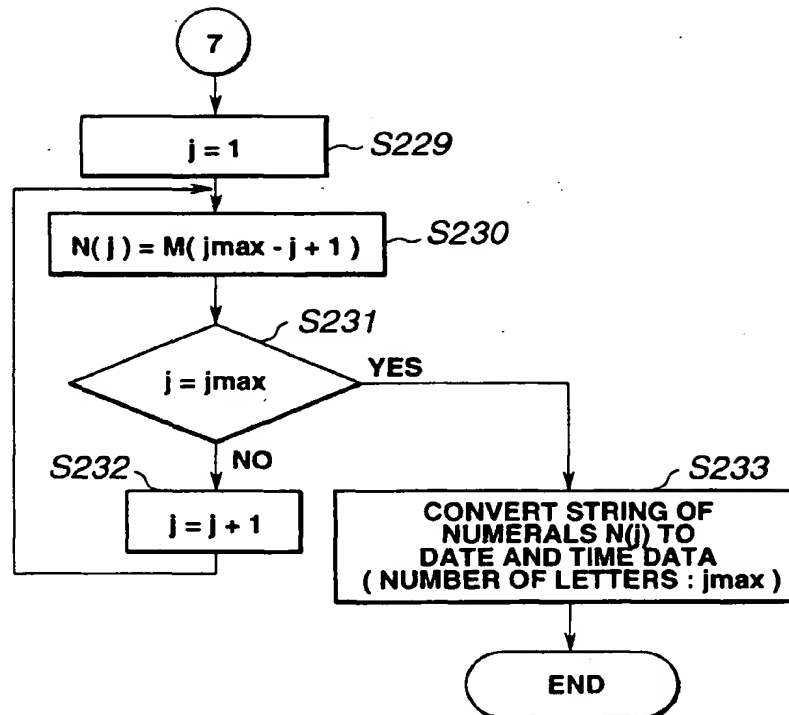 7
j = 1
S229
N( j ) = M( jmax - j + 1 )
S230
S231
j = jmax
YES
NO
S232
j = j + 1
S233
CONVERT STRING OF
NUMERALS N(j) TO
DATE AND TIME DATA
( NUMBER OF LETTERS : jmax )
END